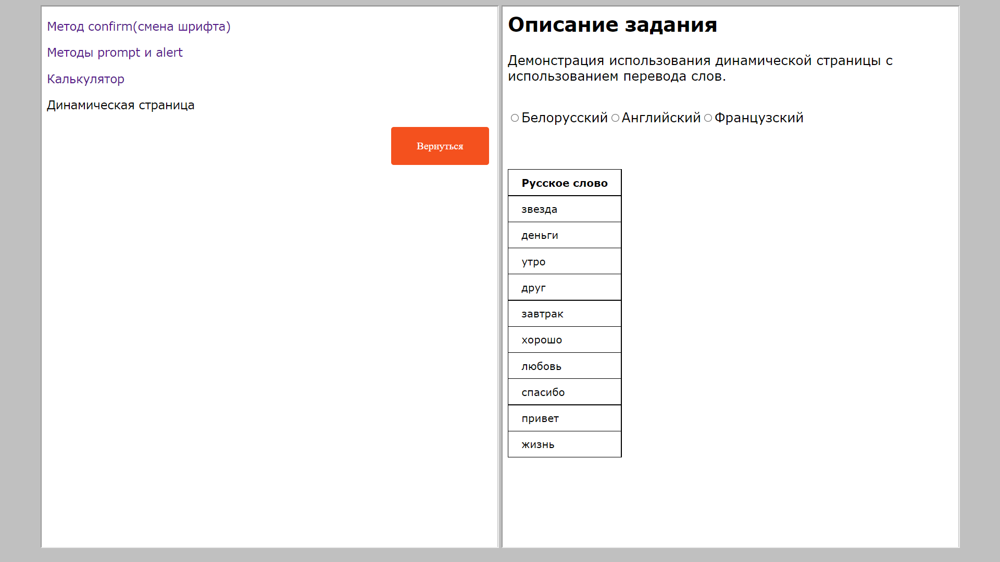 Метод confirm(смена шрифта)
Методы prompt и alert
Калькулятор
Динамическая страница
Вернуться
Описание задания
Демонстрация использования динамической страницы с
использованием перевода слов.
Белорусский Английский Французский
Русское слово
звезда
деньги
утро
друг
завтрак
хорошо
любовь
спасибо
привет
жизнь